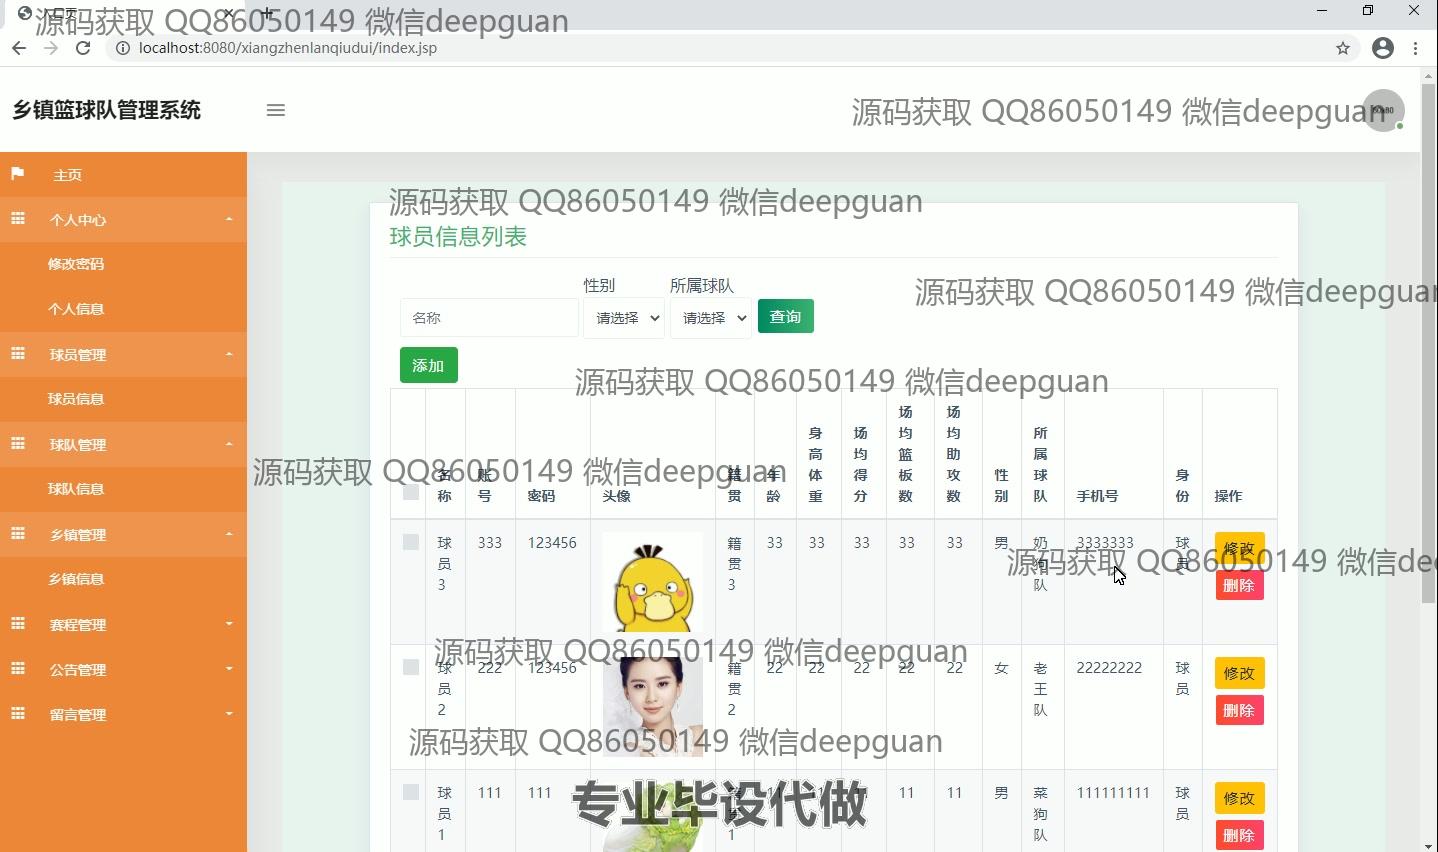 源码获取 QQ86050149 微信deepguan
localhost:8080/xiangzhenlanqiudui/index.jsp
乡镇篮球队管理系统
源码获取 QQ86050149 微信deepguan
主页
个人中心
修改密码
个人信息
球员管理
球员信息
球队管理
球队信息
乡镇管理
乡镇信息
赛程管理
公告管理
留言管理
源码获取 QQ86050149 微信deepguan
球员信息列表
源码获取 QQ86050149 微信deepguan
性别 所属球队
名称 请选择 请选择 查询
添加
源码获取 QQ86050149 微信deepguan
源码获取 QQ86050149 微信deepguan
名称 账号 密码 头像 籍贯 年龄 身高体重 场均得分 场均篮板数 场均助攻数 性别 所属球队 手机号 身份 操作
球员3 333 123456 籍贯3 33 33 33 33 33 男 奶狗队 3333333 球员 修改
删除
源码获取 QQ86050149 微信deepguan
源码获取 QQ86050149 微信deepguan
球员2 222 123456 籍贯2 22 22 22 22 22 女 老王队 22222222 球员 修改
删除
源码获取 QQ86050149 微信deepguan
球员1 111 111 11 11 男 菜狗队 111111111 球员 修改
删除
专业毕设代做